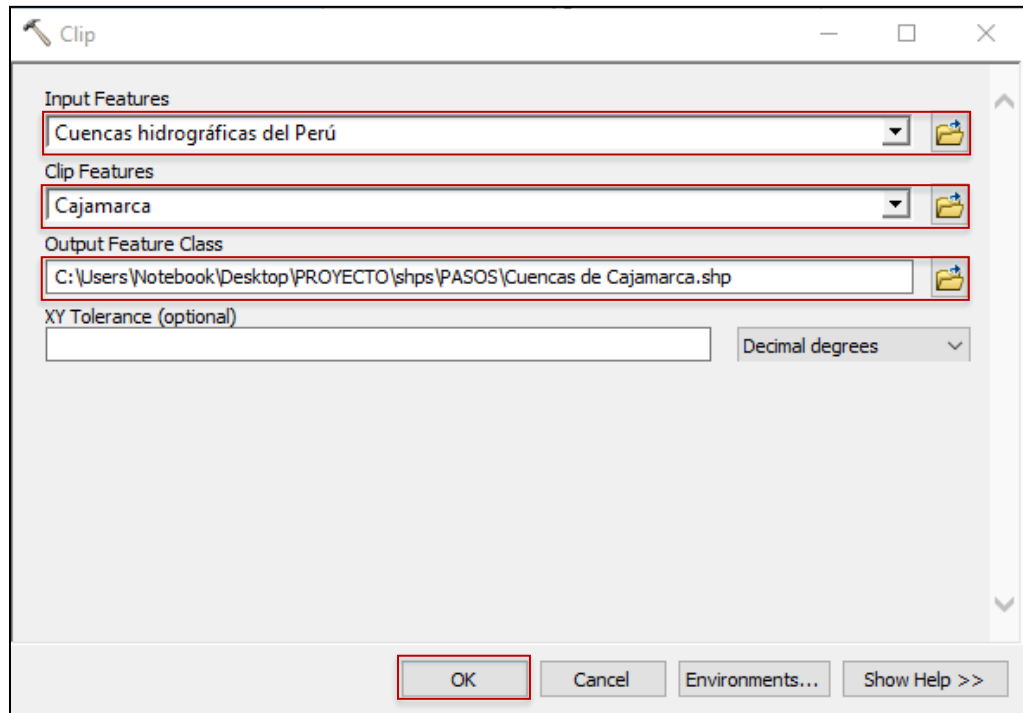 Clip
Input Features
Cuencas hidrográficas del Perú
Clip Features
Cajamarca
Output Feature Class
C:\Users\Notebook\Desktop\PROYECTO\shps\PASOS\Cuencas de Cajamarca.shp
XY Tolerance (optional)
Decimal degrees
OK Cancel Environments... Show Help >>